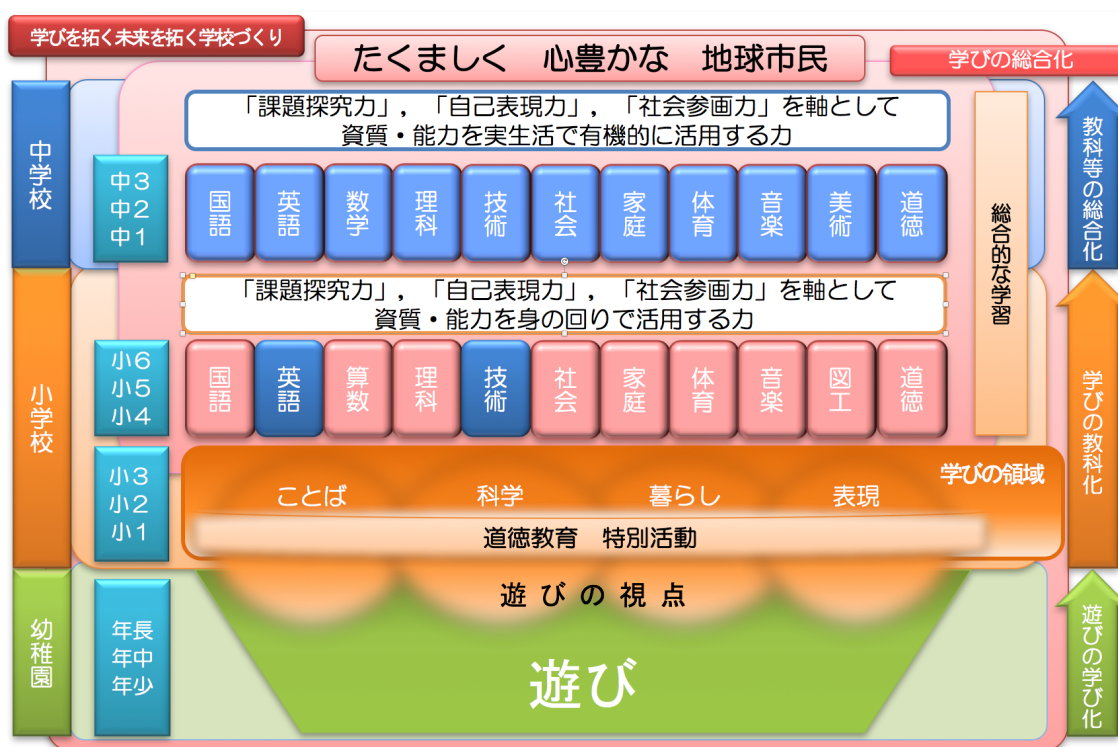 学びを拓く未来を拓く学校づくり
たくましく　心豊かな　地球市民
学びの総合化
中学校
「課題探究力」，「自己表現力」，「社会参画力」を軸として
資質・能力を実生活で有機的に活用する力
中3
中2
中1
国語
英語
数学
理科
技術
社会
家庭
体育
音楽
美術
道徳
総合的な学習
教科等の総合化
小学校
「課題探究力」，「自己表現力」，「社会参画力」を軸として
資質・能力を身の回りで活用する力
小6
小5
小4
国語
英語
算数
理科
技術
社会
家庭
体育
音楽
図工
道徳
学びの教科化
小3
小2
小1
学びの領域
ことば
科学
暮らし
表現
道徳教育　特別活動
幼稚園
年長
年中
年少
遊びの視点
遊び
遊びの学び化